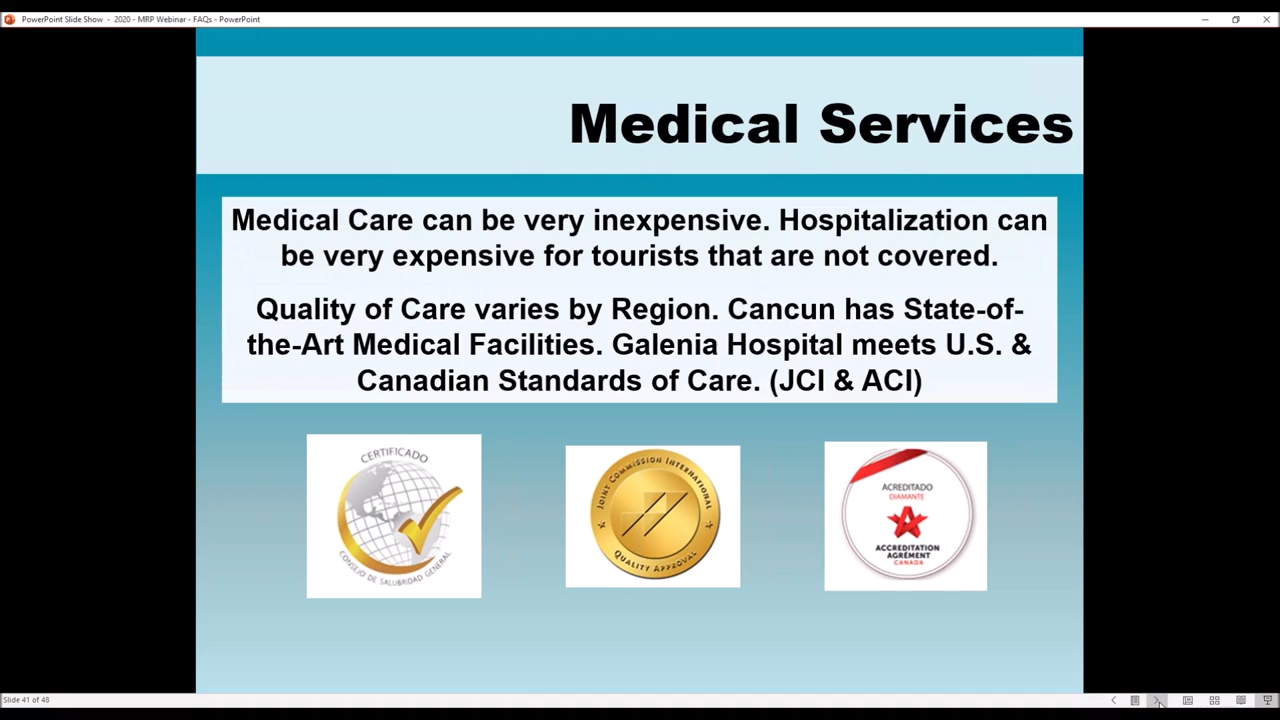 PowerPoint Slide Show - 2020 - MRP Webinar - FAQs - PowerPoint
Medical Services
Medical Care can be very inexpensive. Hospitalization can
be very expensive for tourists that are not covered.
Quality of Care varies by Region. Cancun has State-of-
the-Art Medical Facilities. Galenia Hospital meets U.S. &
Canadian Standards of Care. (JCI & ACI)
CERTIFICADO
CONSEJO DE SALUBRIDAD GENERAL
JOINT COMMISSION INTERNATIONAL
QUALITY APPROVAL
ACREDITADO
DIAMANTE
ACCREDITATION
AGRÉMENT
CANADA
Slide 41 of 48